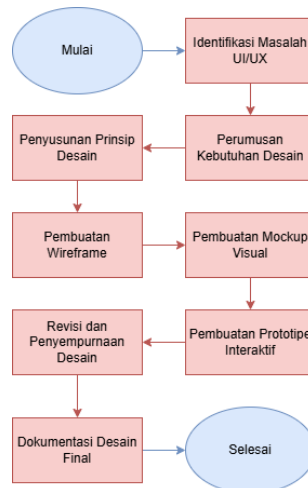 Mulai
Identifikasi Masalah
UI/UX
Perumusan
Kebutuhan Desain
Penyusunan Prinsip
Desain
Pembuatan
Wireframe
Pembuatan Mockup
Visual
Pembuatan Prototipe
Interaktif
Revisi dan
Penyempurnaan
Desain
Dokumentasi Desain
Final
Selesai